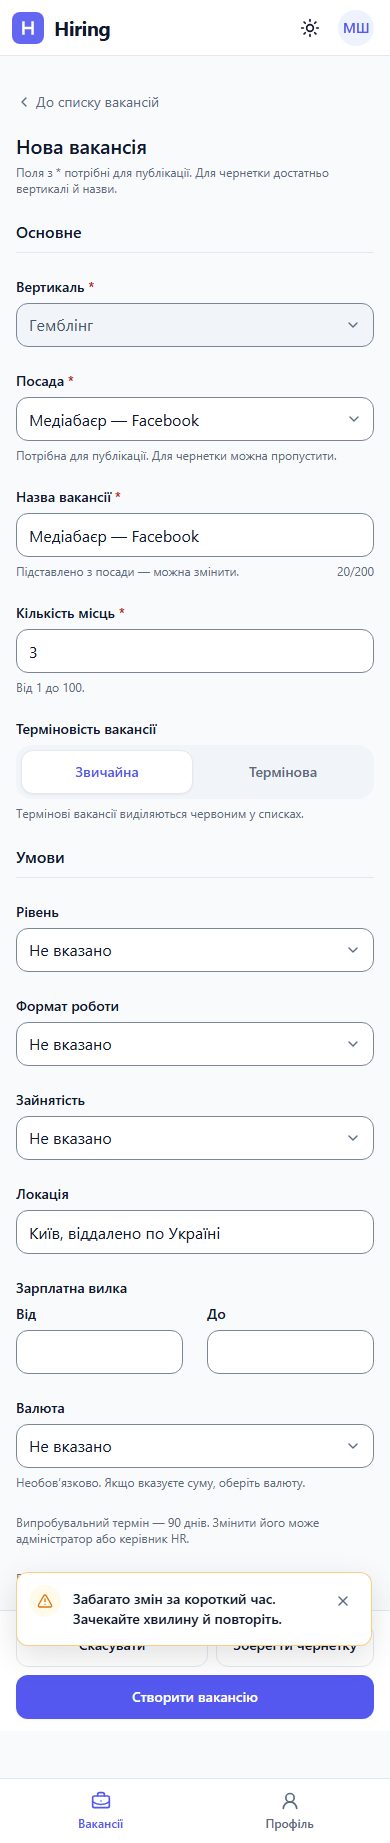 H Hiring
МШ
До списку вакансій
Нова вакансія
Поля з * потрібні для публікації. Для чернетки достатньо
вертикалі й назви.
Основне
Вертикаль *
Гемблінг
Посада *
Медіабаєр — Facebook
Потрібна для публікації. Для чернетки можна пропустити.
Назва вакансії *
Медіабаєр — Facebook
Підставлено з посади — можна змінити.
20/200
Кількість місць *
3
Від 1 до 100.
Терміновість вакансії
Звичайна
Термінова
Термінові вакансії виділяються червоним у списках.
Умови
Рівень
Не вказано
Формат роботи
Не вказано
Зайнятість
Не вказано
Локація
Київ, віддалено по Україні
Зарплатна вилка
Від
До
Валюта
Не вказано
Необов’язково. Якщо вказуєте суму, оберіть валюту.
Випробувальний термін — 90 днів. Змінити його може
адміністратор або керівник HR.
Забагато змін за короткий час.
Зачекайте хвилину й повторіть.
Скасувати
Зберегти чернетку
Створити вакансію
Вакансії
Профіль